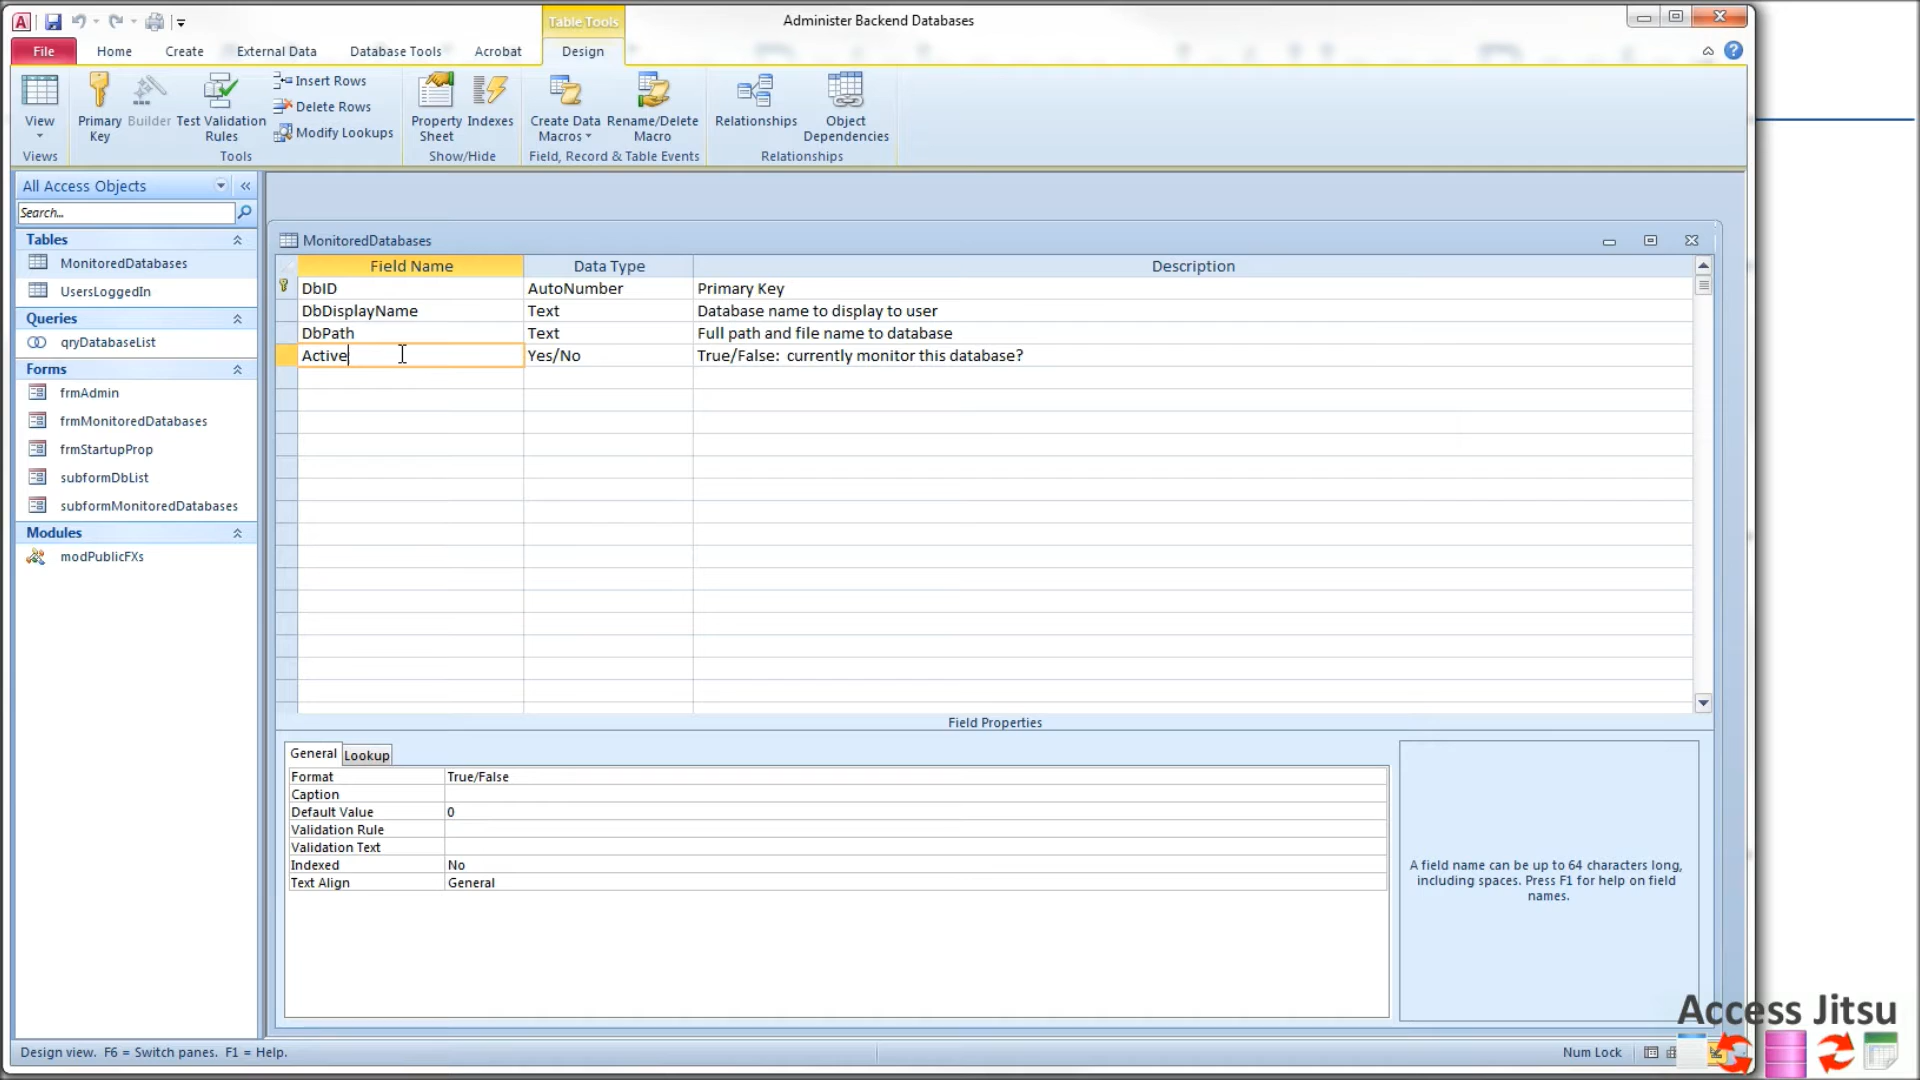 Table Tools
Administer Backend Databases
File
Home
Create
External Data
Database Tools
Acrobat
Design
View
Primary Key
Builder
Test Validation Rules
Insert Rows
Delete Rows
Modify Lookups
Property Sheet
Indexes
Create Data Macros
Rename/Delete Macro
Relationships
Object Dependencies
Views
Tools
Show/Hide
Field, Record & Table Events
Relationships
All Access Objects
Search...
Tables
MonitoredDatabases
UsersLoggedIn
Queries
qryDatabaseList
Forms
frmAdmin
frmMonitoredDatabases
frmStartupProp
subformDbList
subformMonitoredDatabases
Modules
modPublicFXs
MonitoredDatabases
Field Name Data Type Description
DbID AutoNumber Primary Key
DbDisplayName Text Database name to display to user
DbPath Text Full path and file name to database
Active Yes/No True/False: currently monitor this database?
Field Properties
General Lookup
Format True/False
Caption
Default Value 0
Validation Rule
Validation Text
Indexed No
Text Align General
A field name can be up to 64 characters long,
including spaces. Press F1 for help on field
names.
Access Jitsu
Design view. F6 = Switch panes. F1 = Help.
Num Lock